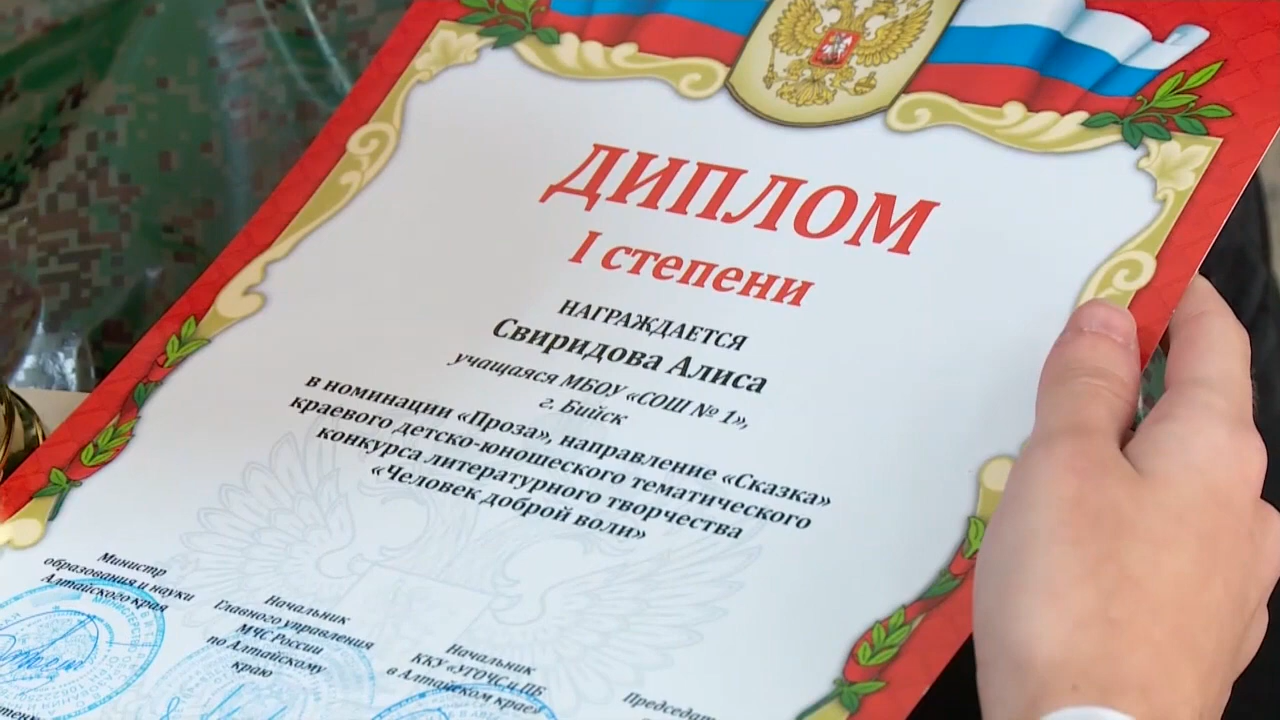 ДИПЛОМ
I степени
НАГРАЖДАЕТСЯ
Свиридова Алиса
учащаяся МБОУ «СОШ № 1»,
г. Бийск
в номинации «Проза», направление «Сказка»
краевого детско-юношеского тематического
конкурса литературного творчества
«Человек доброй воли»
Министр
образования и науки
Алтайского края
Начальник
Главного управления
МЧС России
по Алтайскому
краю
Начальник
ККУ «УГОЧС и ПБ
в Алтайском крае»